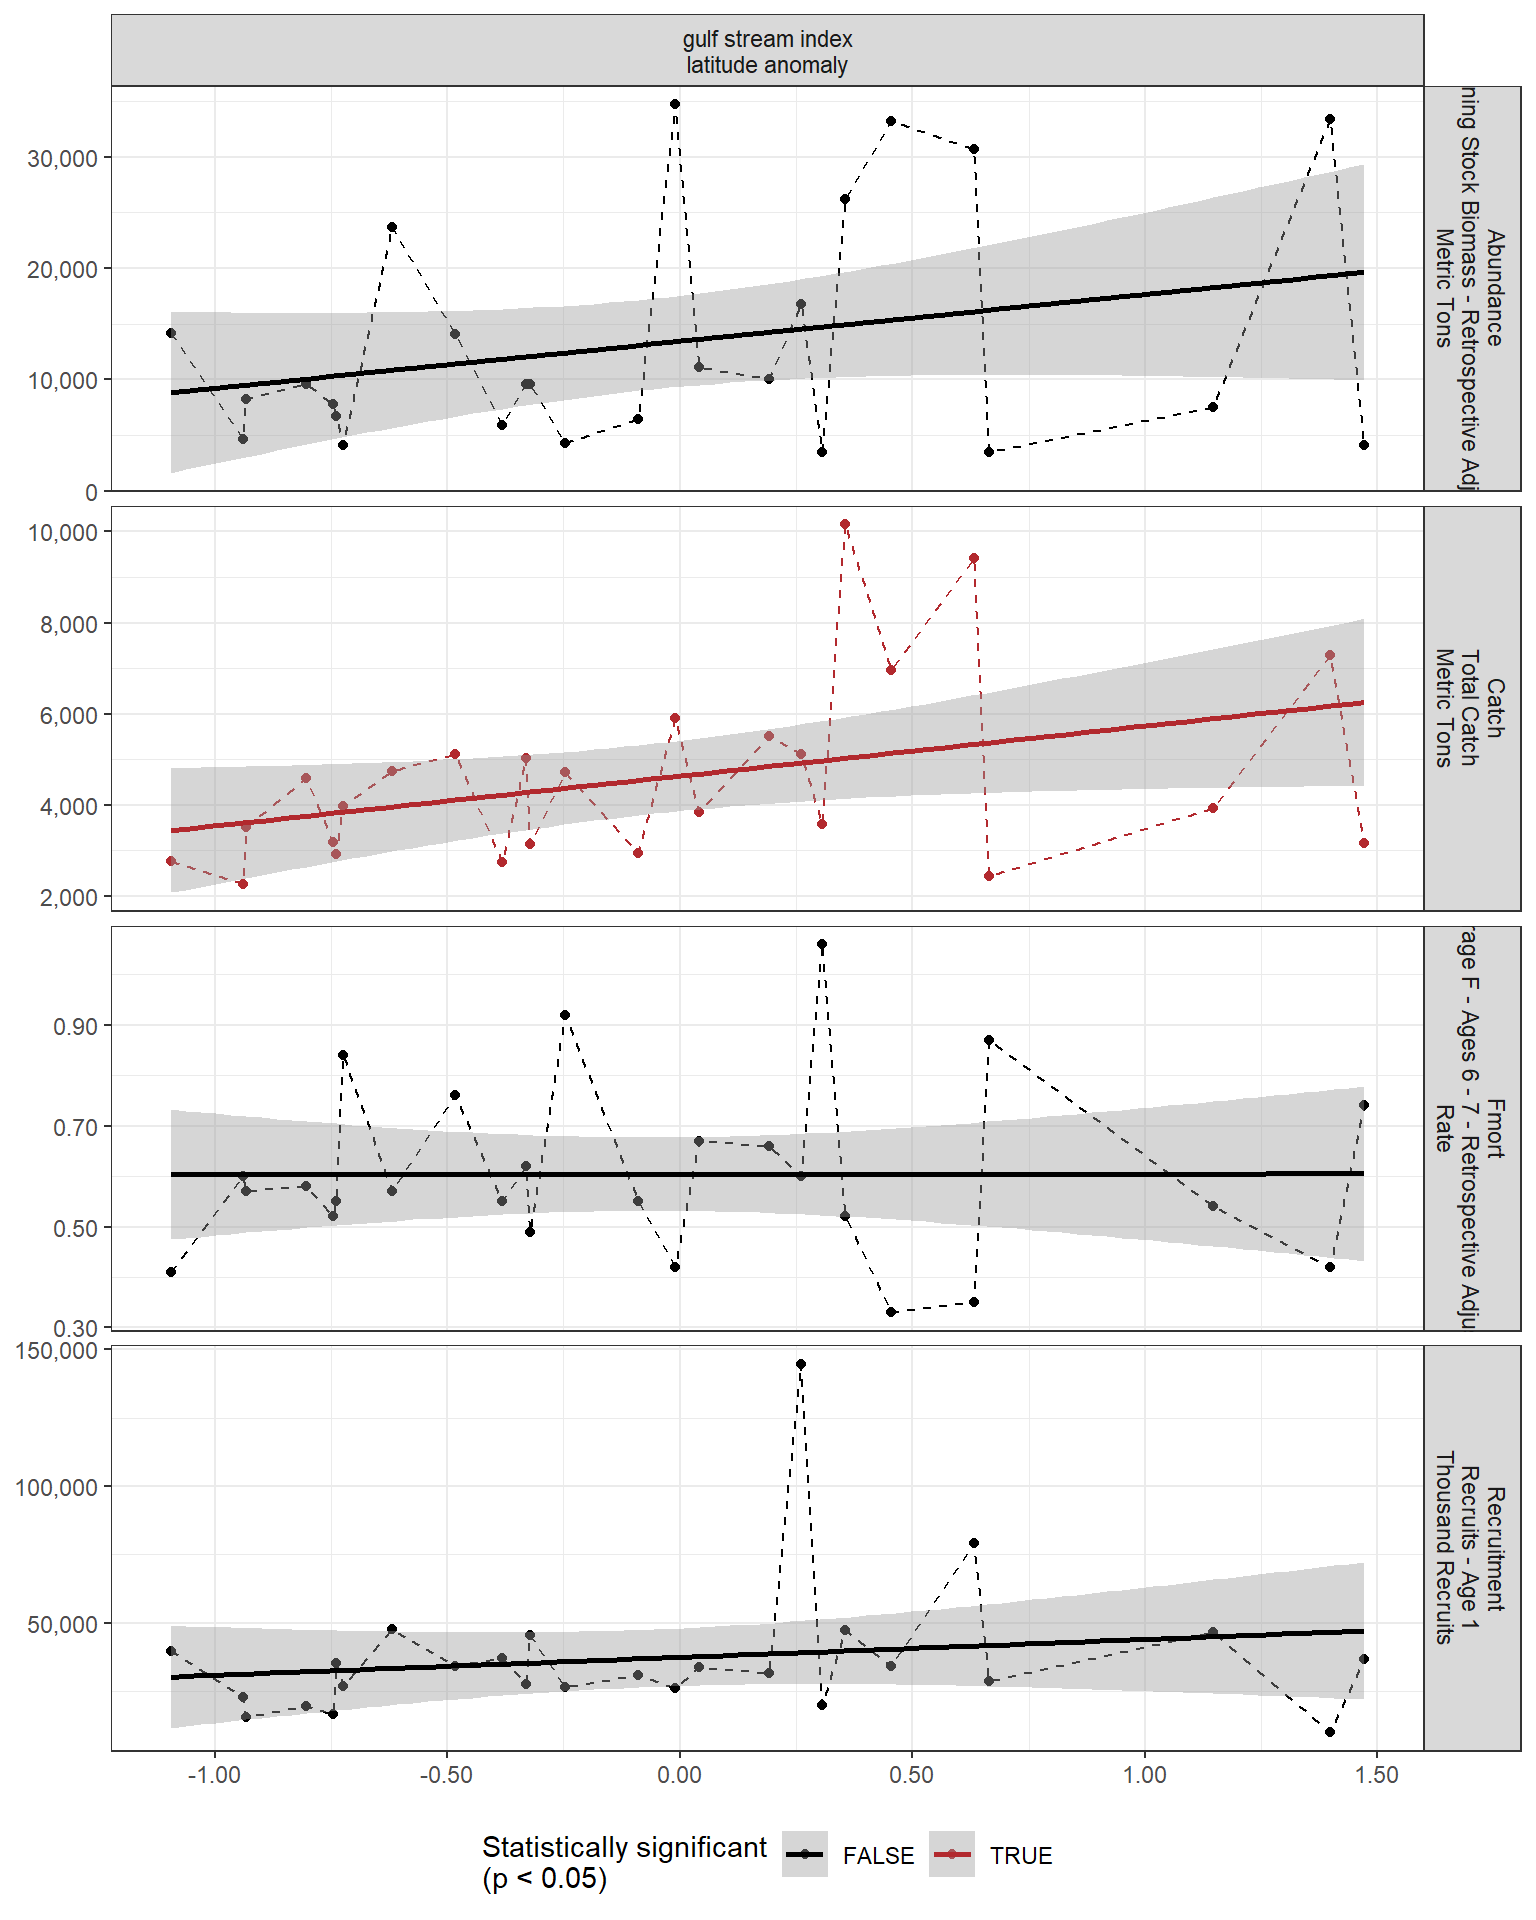 gulf stream index
latitude anomaly
30,000
20,000
10,000
0
Abundance
Stock Biomass - Retrospective
Metric Tons
10,000
8,000
6,000
4,000
2,000
Catch
Total Catch
Metric Tons
0.90
0.70
0.50
0.30
Fmort
F - Ages 6 - 7 - Retrospective
Rate
150,000
100,000
50,000
Recruitment
Recruits - Age 1
Thousand Recruits
-1.00
-0.50
0.00
0.50
1.00
1.50
Statistically significant
(p < 0.05)
FALSE
TRUE